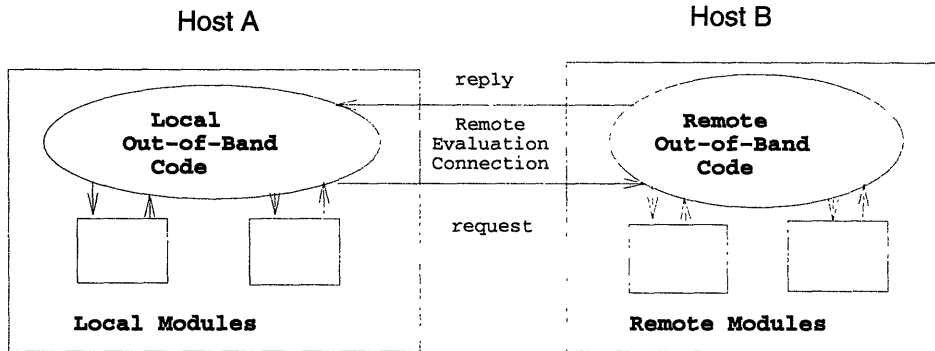 Host A
Host B
reply
Local
Out-of-Band
Code
Remote
Evaluation
Connection
Remote
Out-of-Band
Code
request
Local Modules
Remote Modules